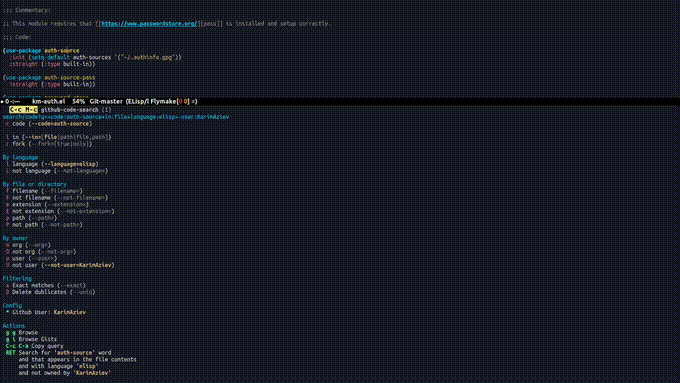 ;;; Commentary:
;; This module requires that [[https://www.passwordstore.org/][pass]] is installed and setup correctly.
;;; Code:
(use-package auth-source
:init (setq-default auth-sources '("~/.authinfo.gpg"))
:straight (:type built-in))
(use-package auth-source-pass
:straight (:type built-in))
km-auth.el 54% Git-master (ELisp/l Flymake[0 0] =)
C-c M-c github-code-search (1)
search/code?q=+code:auth-source+in:file+language:elisp+-user:KarimAziev
c code (--code=auth-source)
i in (--in=[file|path|file,path])
r fork (--fork=[true|only])
By language
l language (--language=elisp)
L not language (--not-language=)
By file or directory
f filename (--filename=)
F not filename (--not-filename=)
e extension (--extension=)
E not extension (--not-extension=)
p path (--path=)
P not path (--not-path=)
By owner
o org (--org=)
O not org (--not-org=)
u user (--user=)
U not user (--not-user=KarimAziev)
Filtering
x Exact matches (--exact)
D Delete dublicates (--uniq)
Config
* Github User: KarimAziev
Actions
g g Browse
g i Browse Gists
C-c C-a Copy query
RET Search for 'auth-source' word
and that appears in the file contents
and with language 'elisp'
and not owned by 'KarimAziev'